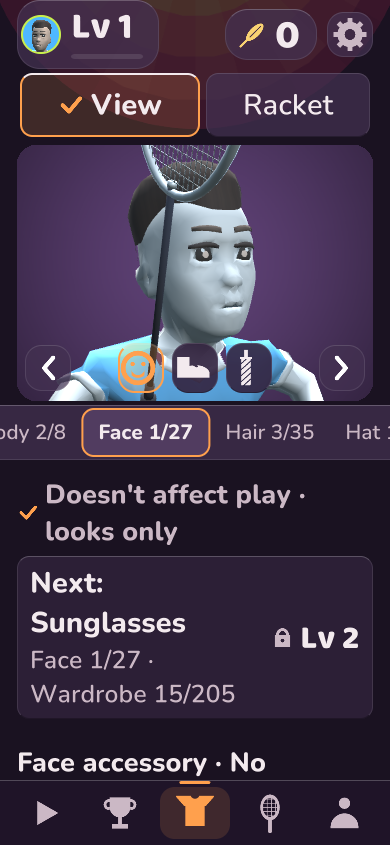 Lv 1
0
View
Racket
ody 2/8
Face 1/27
Hair 3/35
Hat
Doesn't affect play ·
looks only
Next:
Sunglasses
Lv 2
Face 1/27 ·
Wardrobe 15/205
Face accessory · No